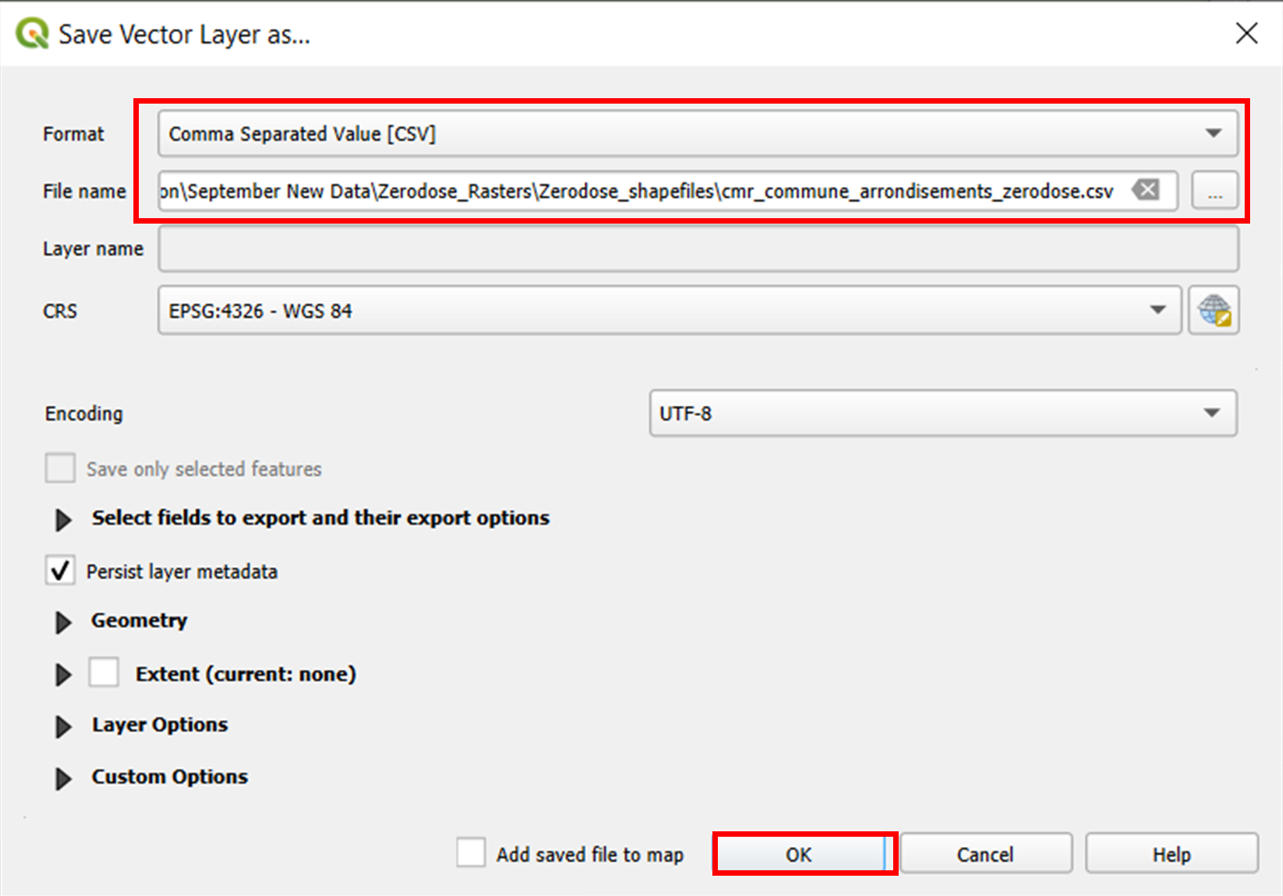 Save Vector Layer as...
Format Comma Separated Value [CSV]
File name on\September New Data\Zerodose_Rasters\Zerodose_shapefiles\cmr_commune_arrondisements_zerodose.csv ...
Layer name
CRS EPSG:4326 - WGS 84
Encoding UTF-8
Save only selected features
Select fields to export and their export options
Persist layer metadata
Geometry
Extent (current: none)
Layer Options
Custom Options
Add saved file to map OK Cancel Help